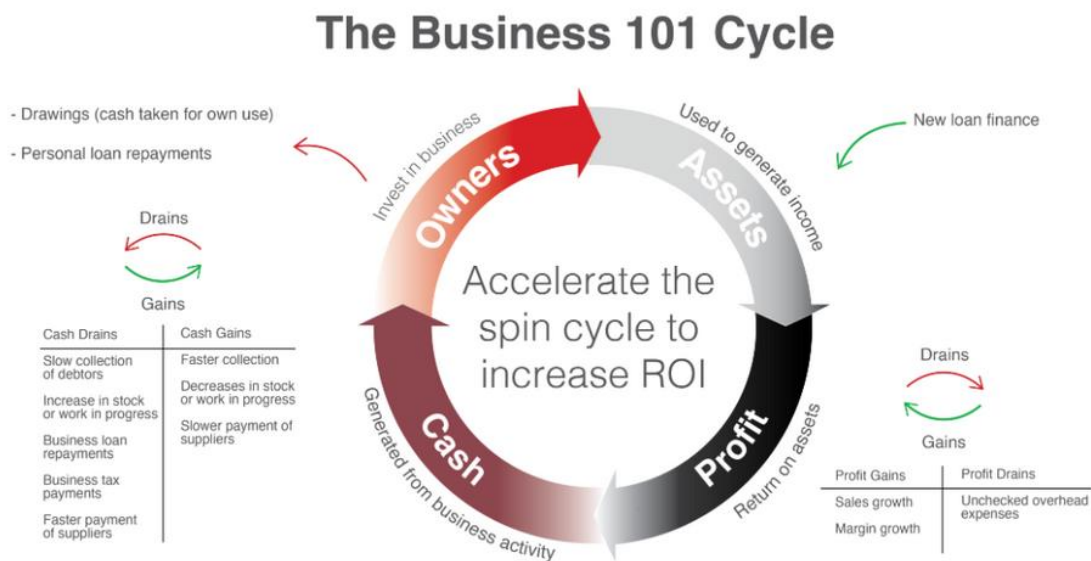 The Business 101 Cycle
- Drawings (cash taken for own use)
- Personal loan repayments
New loan finance
Invest in business
Owners
Used to generate income
Assets
Accelerate the
spin cycle to
increase ROI
Return on assets
Profit
Generated from business activity
Cash
Drains
Gains
Cash Drains
Slow collection
of debtors
Increase in stock
or work in progress
Business loan
repayments
Business tax
payments
Faster payment
of suppliers
Cash Gains
Faster collection
Decreases in stock
or work in progress
Slower payment of
suppliers
Drains
Gains
Profit Gains
Sales growth
Margin growth
Profit Drains
Unchecked overhead
expenses